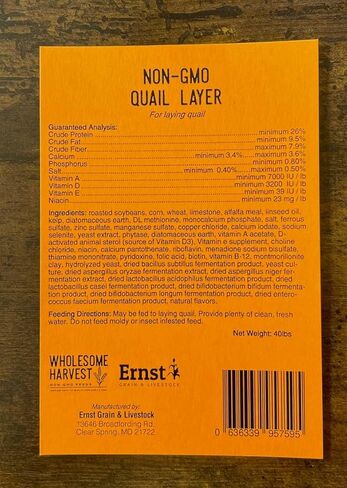 NON-GMO
QUAIL LAYER
For laying quail
Guaranteed Analysis:
Crude Protein.....minimum 26%
Crude Fat.....minimum 9.5%
Crude Fiber.....maximum 7.9%
Calcium.....minimum 3.4%.....maximum 3.6%
Phosphorus.....minimum 0.80%
Salt.....minimum 0.40%.....maximum 0.50%
Vitamin A.....minimum 7000 IU / lb
Vitamin D.....minimum 3200 IU / lb
Vitamin E.....minimum 39 IU / lb
Niacin.....minimum 23 mg / lb
Ingredients: roasted soybeans, corn, wheat, limestone, alfalfa meal, linseed oil,
kelp, diatomaceous earth, DL methionine, monocalcium phosphate, salt, ferrous
sulfate, zinc sulfate, manganese sulfate, copper chloride, calcium iodate, sodium
selenite, yeast extract, phytase, diatomaceous earth, vitamin A acetate, D-
activated animal sterol (source of Vitamin D3), Vitamin E supplement, choline
chloride, niacin, calcium pantothenate, riboflavin, menadione sodium bisulfate,
thiamine monoitrate, pyridoxine, folic acid, biotin, vitamin B-12, montmorillonite
clay, hydrolyzed yeast, dried bacillus subtilus fermentation product, yeast cul-
ture, dried aspergillus oryzae fermentation extract, dried aspergillus niger fer-
mentation extract, dried lactobacillus acidophilus fermentation product, dried
lactobacillus casei fermentation product, dried bifidobacterium bifidum fermenta-
tion product, dried bifidobacterium longum fermentation product, dried entero-
coccus faecium fermentation product, natural flavors.
Feeding Directions: May be fed to laying quail. Provide plenty of clean, fresh
water. Do not feed moldy or insect infested feed.
Net Weight: 40lbs
WHOLESOME
HARVEST
NON-GMO FEEDS
Ernst
GRAIN & LIVESTOCK
Manufactured by:
Ernst Grain & Livestock
13646 Broadfording Rd.
Clear Spring, MD 21722
0 636339 957595